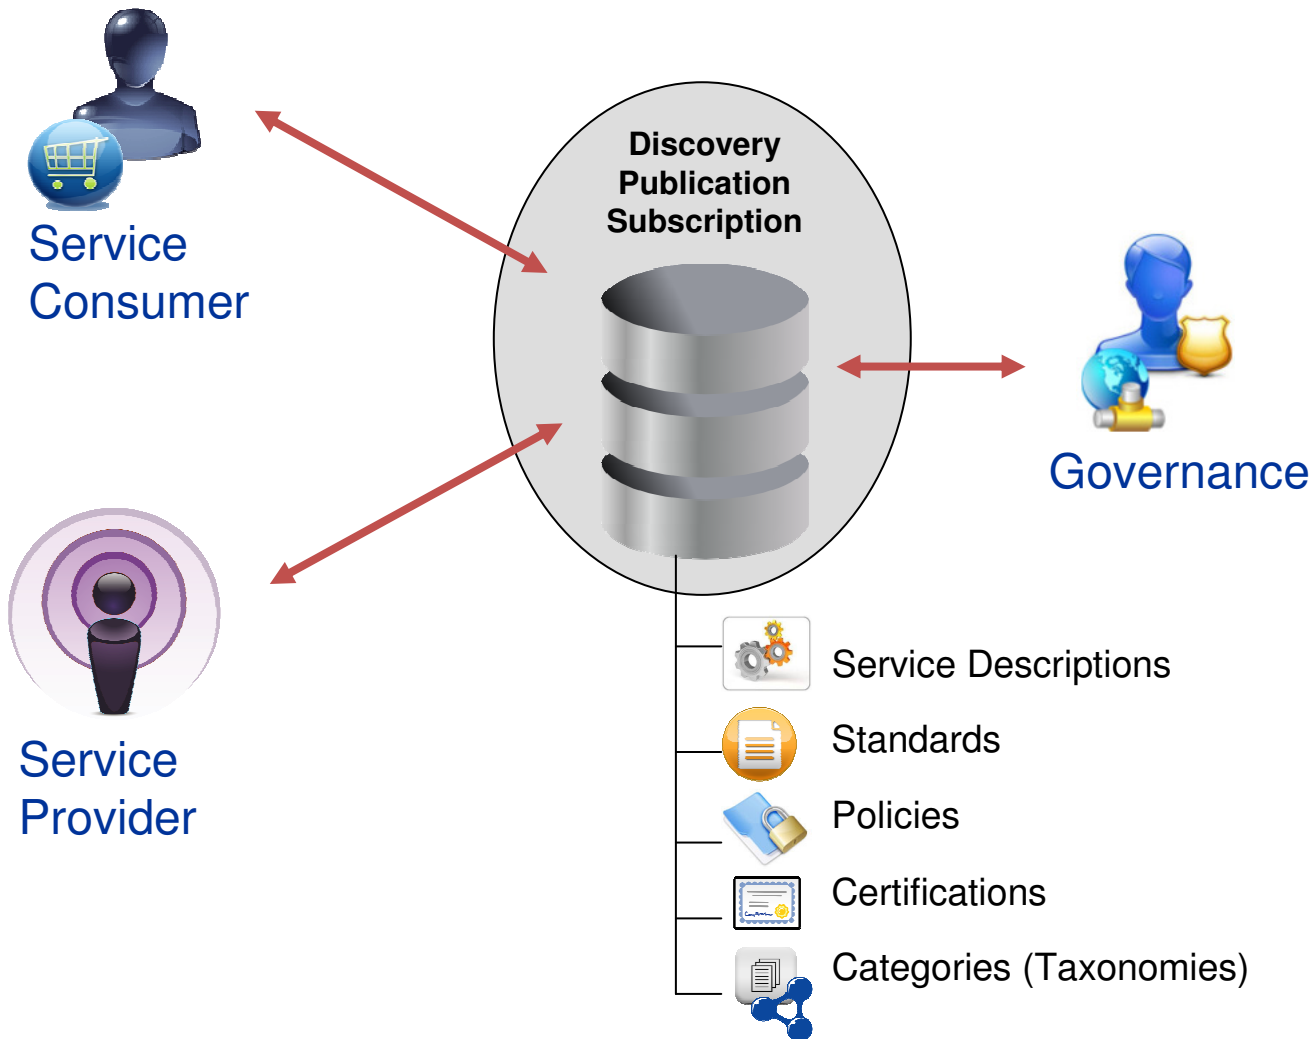 Discovery
Publication
Subscription
Service
Consumer
Governance
Service
Provider
Service Descriptions
Standards
Policies
Certifications
Categories (Taxonomies)